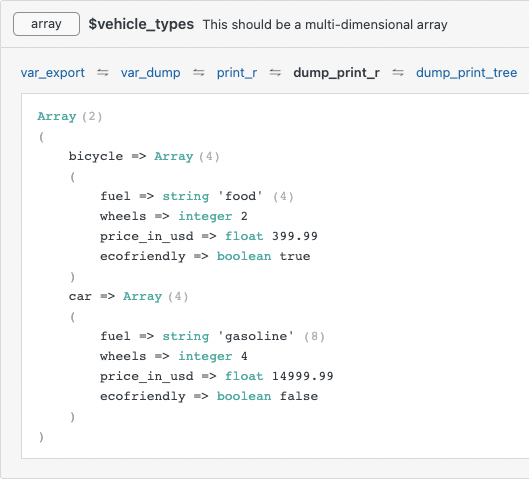 array $vehicle_types This should be a multi-dimensional array
var_export ⇋ var_dump ⇋ print_r ⇋ dump_print_r ⇋ dump_print_tree
Array (2)
(
    bicycle => Array (4)
    (
        fuel => string 'food' (4)
        wheels => integer 2
        price_in_usd => float 399.99
        ecofriendly => boolean true
    )
    car => Array (4)
    (
        fuel => string 'gasoline' (8)
        wheels => integer 4
        price_in_usd => float 14999.99
        ecofriendly => boolean false
    )
)